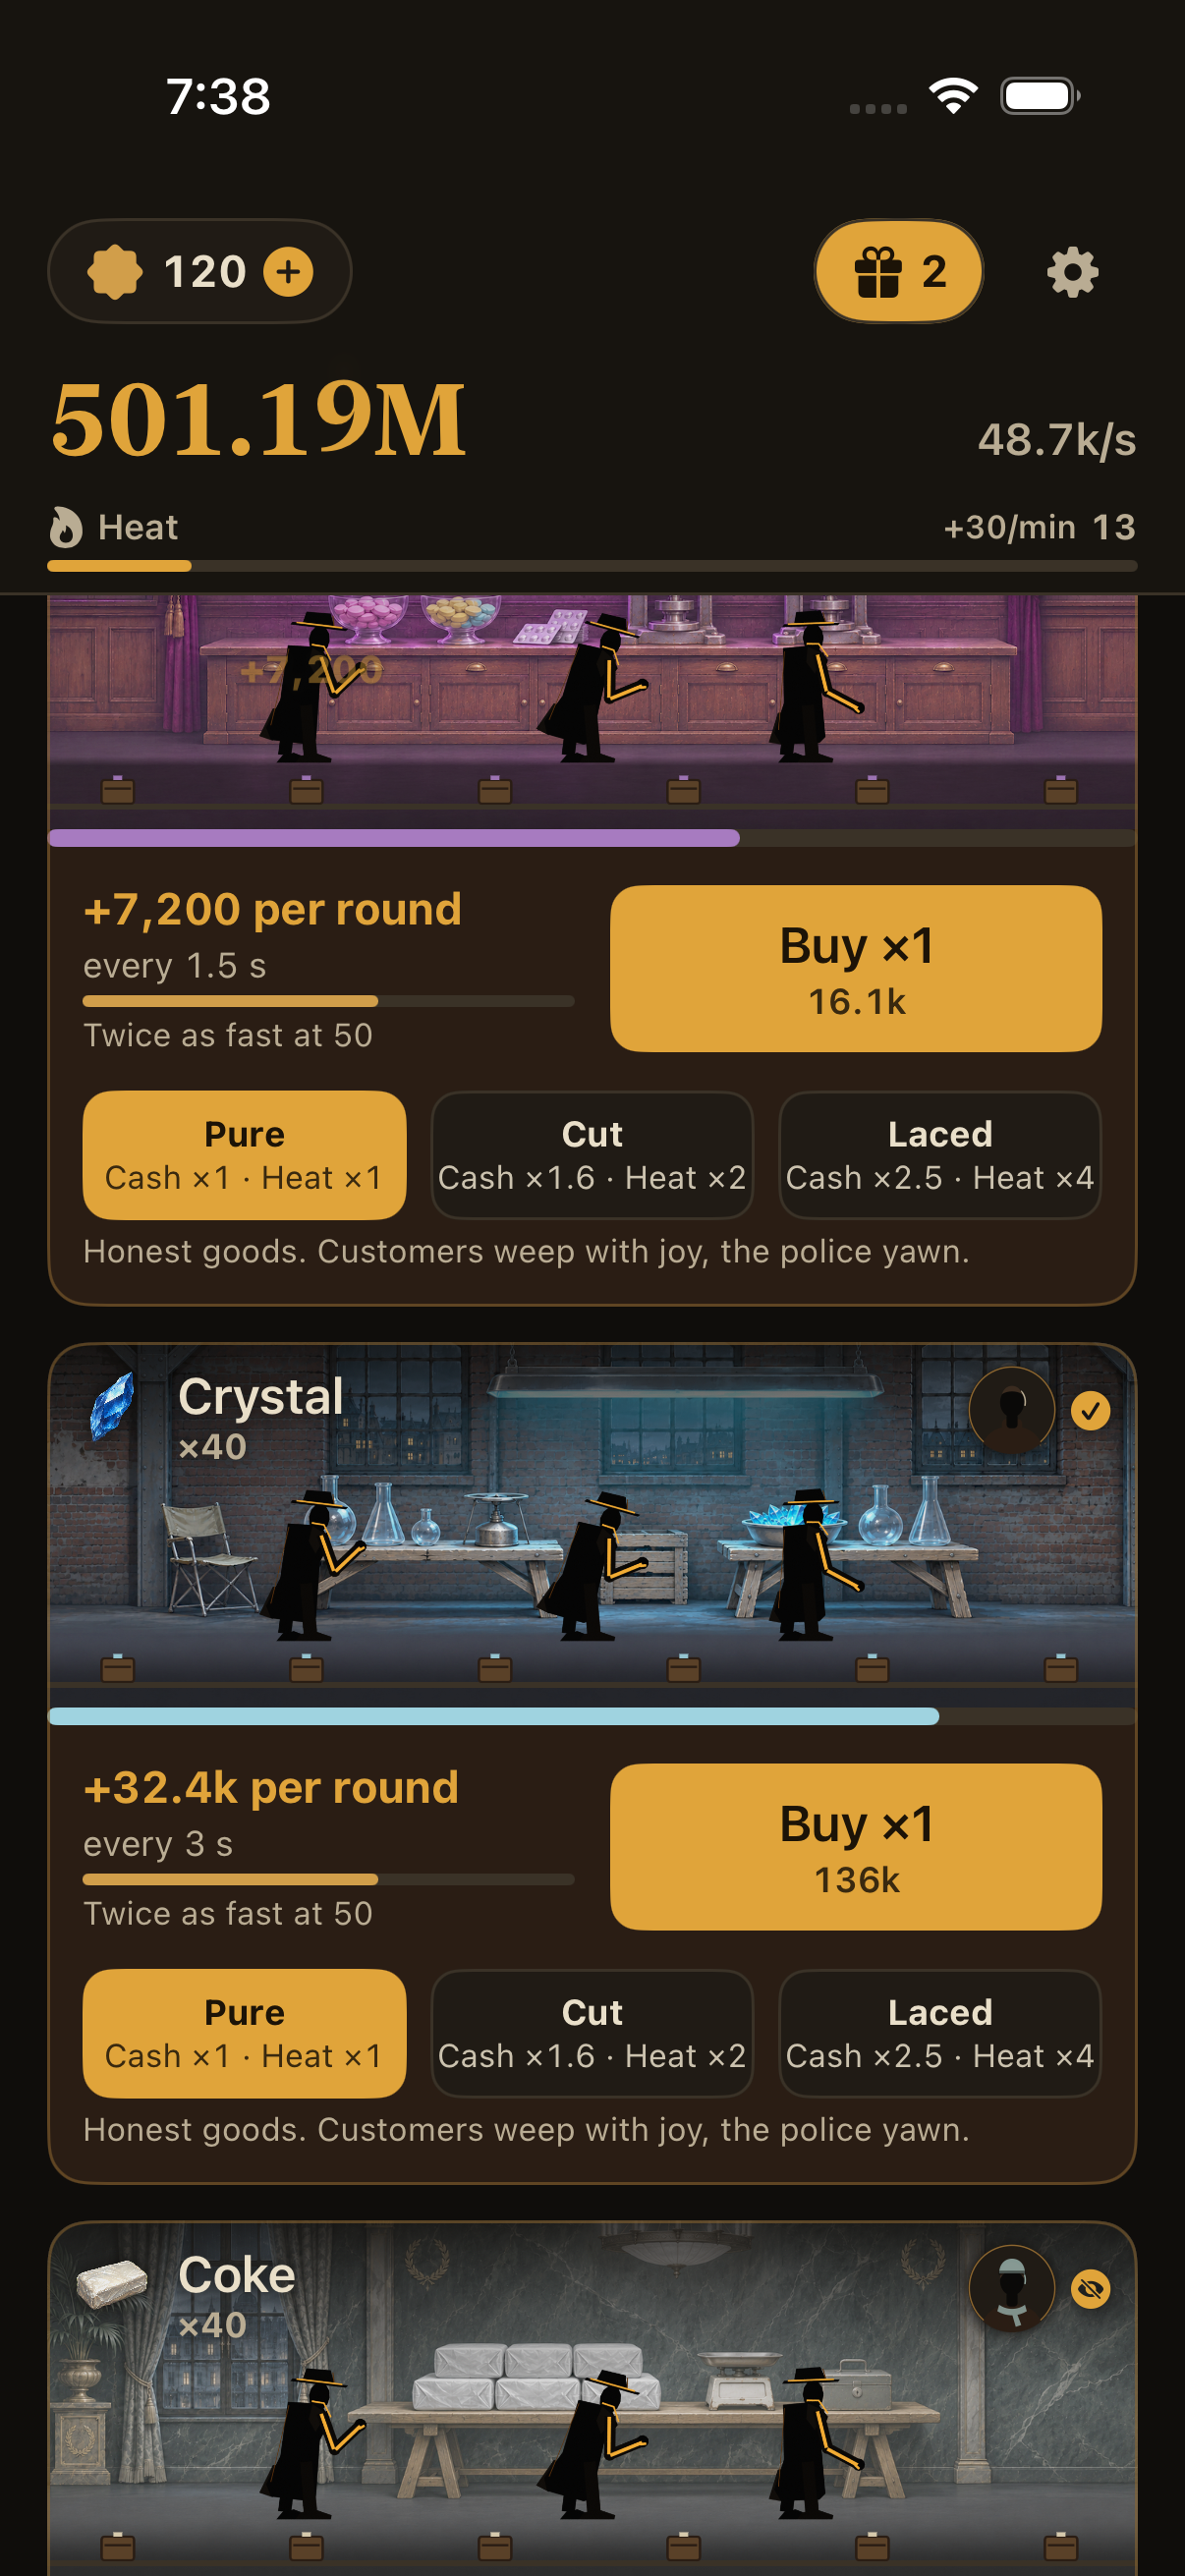 7:38
120
2
501.19M
48.7k/s
Heat
+30/min 13
+7,200
+7,200 per round
every 1.5 s
Twice as fast at 50
Buy ×1
16.1k
Pure
Cash ×1 · Heat ×1
Cut
Cash ×1.6 · Heat ×2
Laced
Cash ×2.5 · Heat ×4
Honest goods. Customers weep with joy, the police yawn.
Crystal
×40
+32.4k per round
every 3 s
Twice as fast at 50
Buy ×1
136k
Pure
Cash ×1 · Heat ×1
Cut
Cash ×1.6 · Heat ×2
Laced
Cash ×2.5 · Heat ×4
Honest goods. Customers weep with joy, the police yawn.
Coke
×40